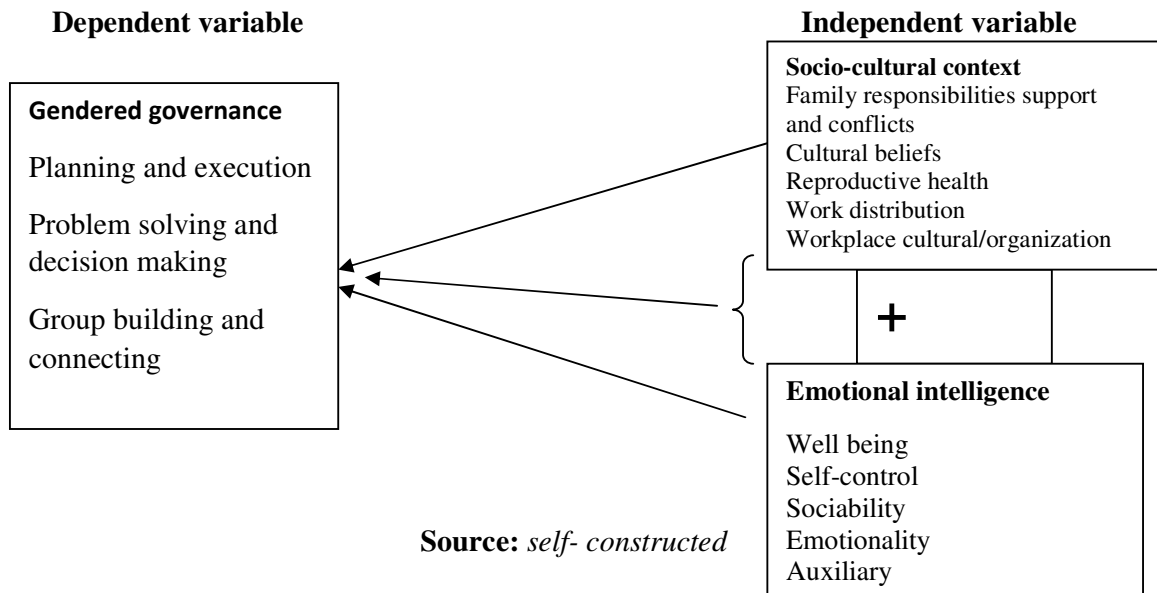 Dependent variable
Gendered governance
Planning and execution
Problem solving and
decision making
Group building and
connecting
Independent variable
Socio-cultural context
Family responsibilities support
and conflicts
Cultural beliefs
Reproductive health
Work distribution
Workplace cultural/organization
+
Emotional intelligence
Well being
Self-control
Sociability
Emotionality
Auxiliary
Source: self- constructed